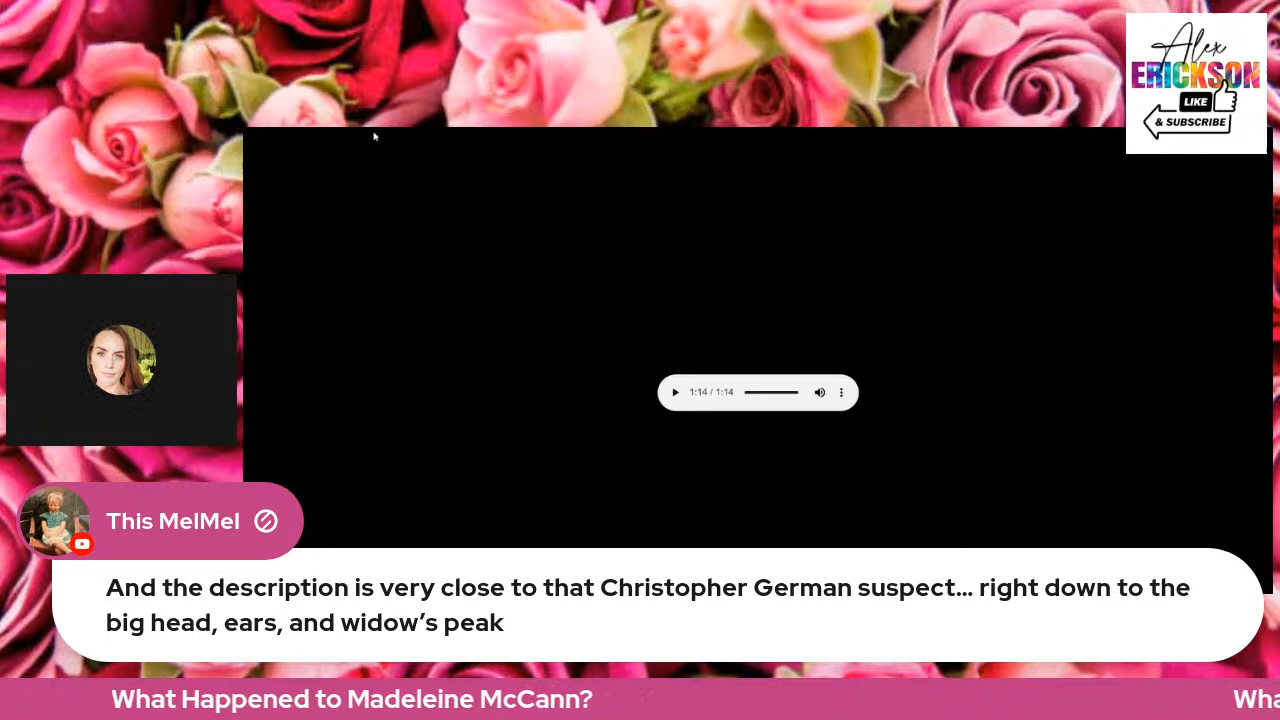 Alex
ERICKSON
LIKE
& SUBSCRIBE
1:14 / 1:14
This MelMel
And the description is very close to that Christopher German suspect... right down to the
big head, ears, and widow’s peak
What Happened to Madeleine McCann?
Wha